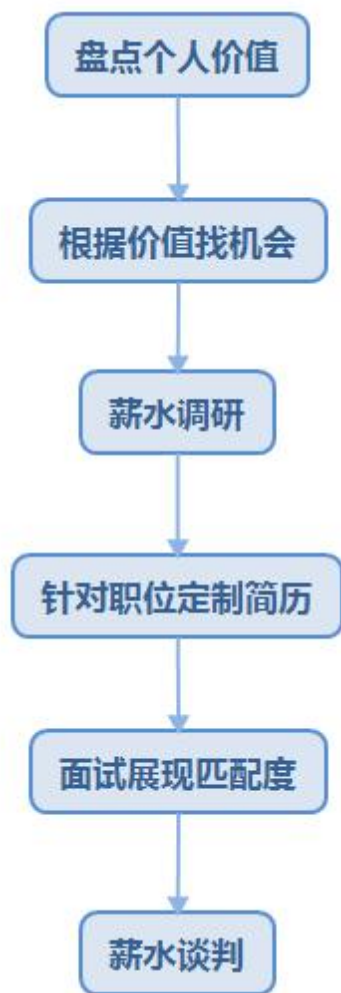 盘点个人价值
根据价值找机会
薪水调研
针对职位定制简历
面试展现匹配度
薪水谈判